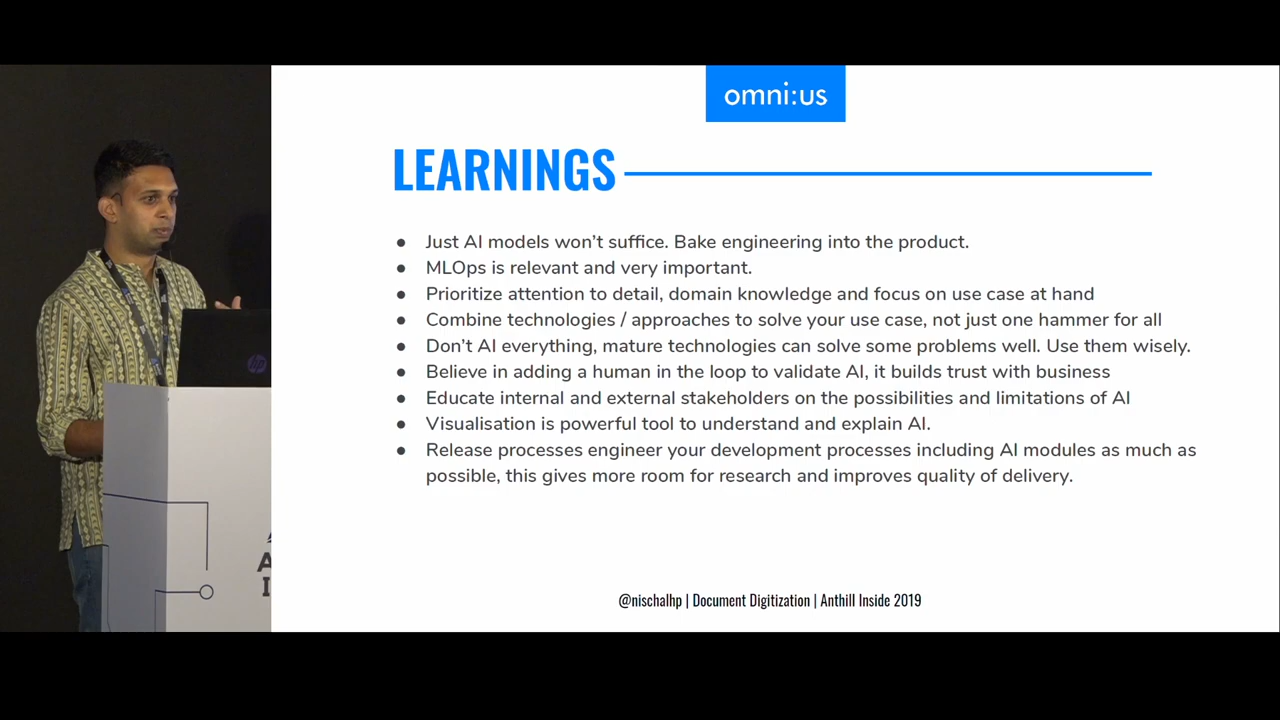 omni:us
LEARNINGS
● Just AI models won't suffice. Bake engineering into the product.
● MLOps is relevant and very important.
● Prioritize attention to detail, domain knowledge and focus on use case at hand
● Combine technologies / approaches to solve your use case, not just one hammer for all
● Don't AI everything, mature technologies can solve some problems well. Use them wisely.
● Believe in adding a human in the loop to validate AI, it builds trust with business
● Educate internal and external stakeholders on the possibilities and limitations of AI
● Visualisation is powerful tool to understand and explain AI.
● Release processes engineer your development processes including AI modules as much as
possible, this gives more room for research and improves quality of delivery.
@nischalhp | Document Digitization | Anthill Inside 2019
hp